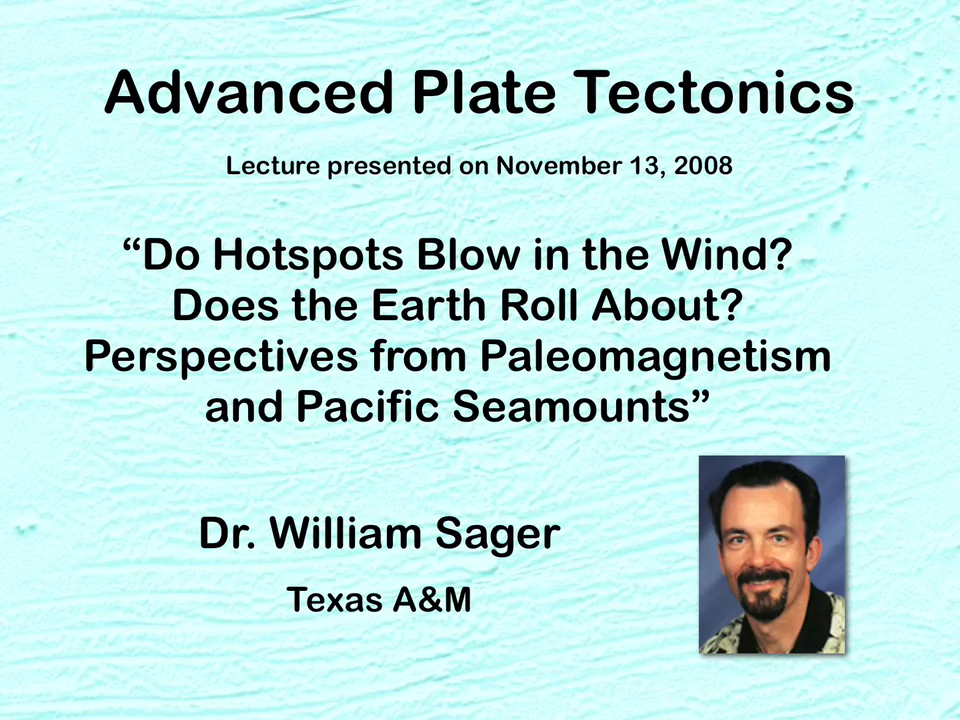 Advanced Plate Tectonics
Lecture presented on November 13, 2008
“Do Hotspots Blow in the Wind?
Does the Earth Roll About?
Perspectives from Paleomagnetism
and Pacific Seamounts”
Dr. William Sager
Texas A&M